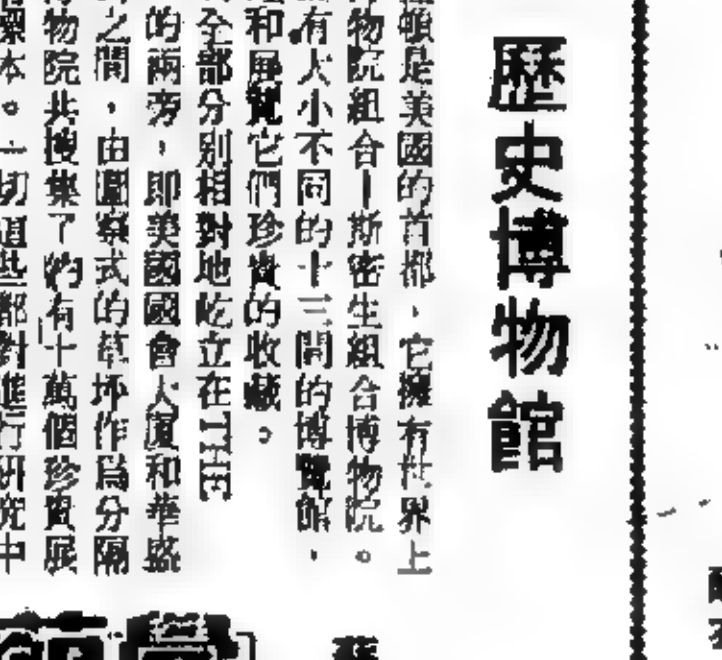 歷史博物館
頓是美國的首都，它擁有世界上
物院組合｜斯密生組合博物院。
有大小不同的十三間的博覽館，
和展覽它們珍貴的收藏。
全部分別相對地屹立在THE
的兩旁，即美國國會大廈和華盛
之間，由圍察式的草坪作爲分隔
物院共搜集了約有十萬個珍貴展
本。一切這些都對進行研究中